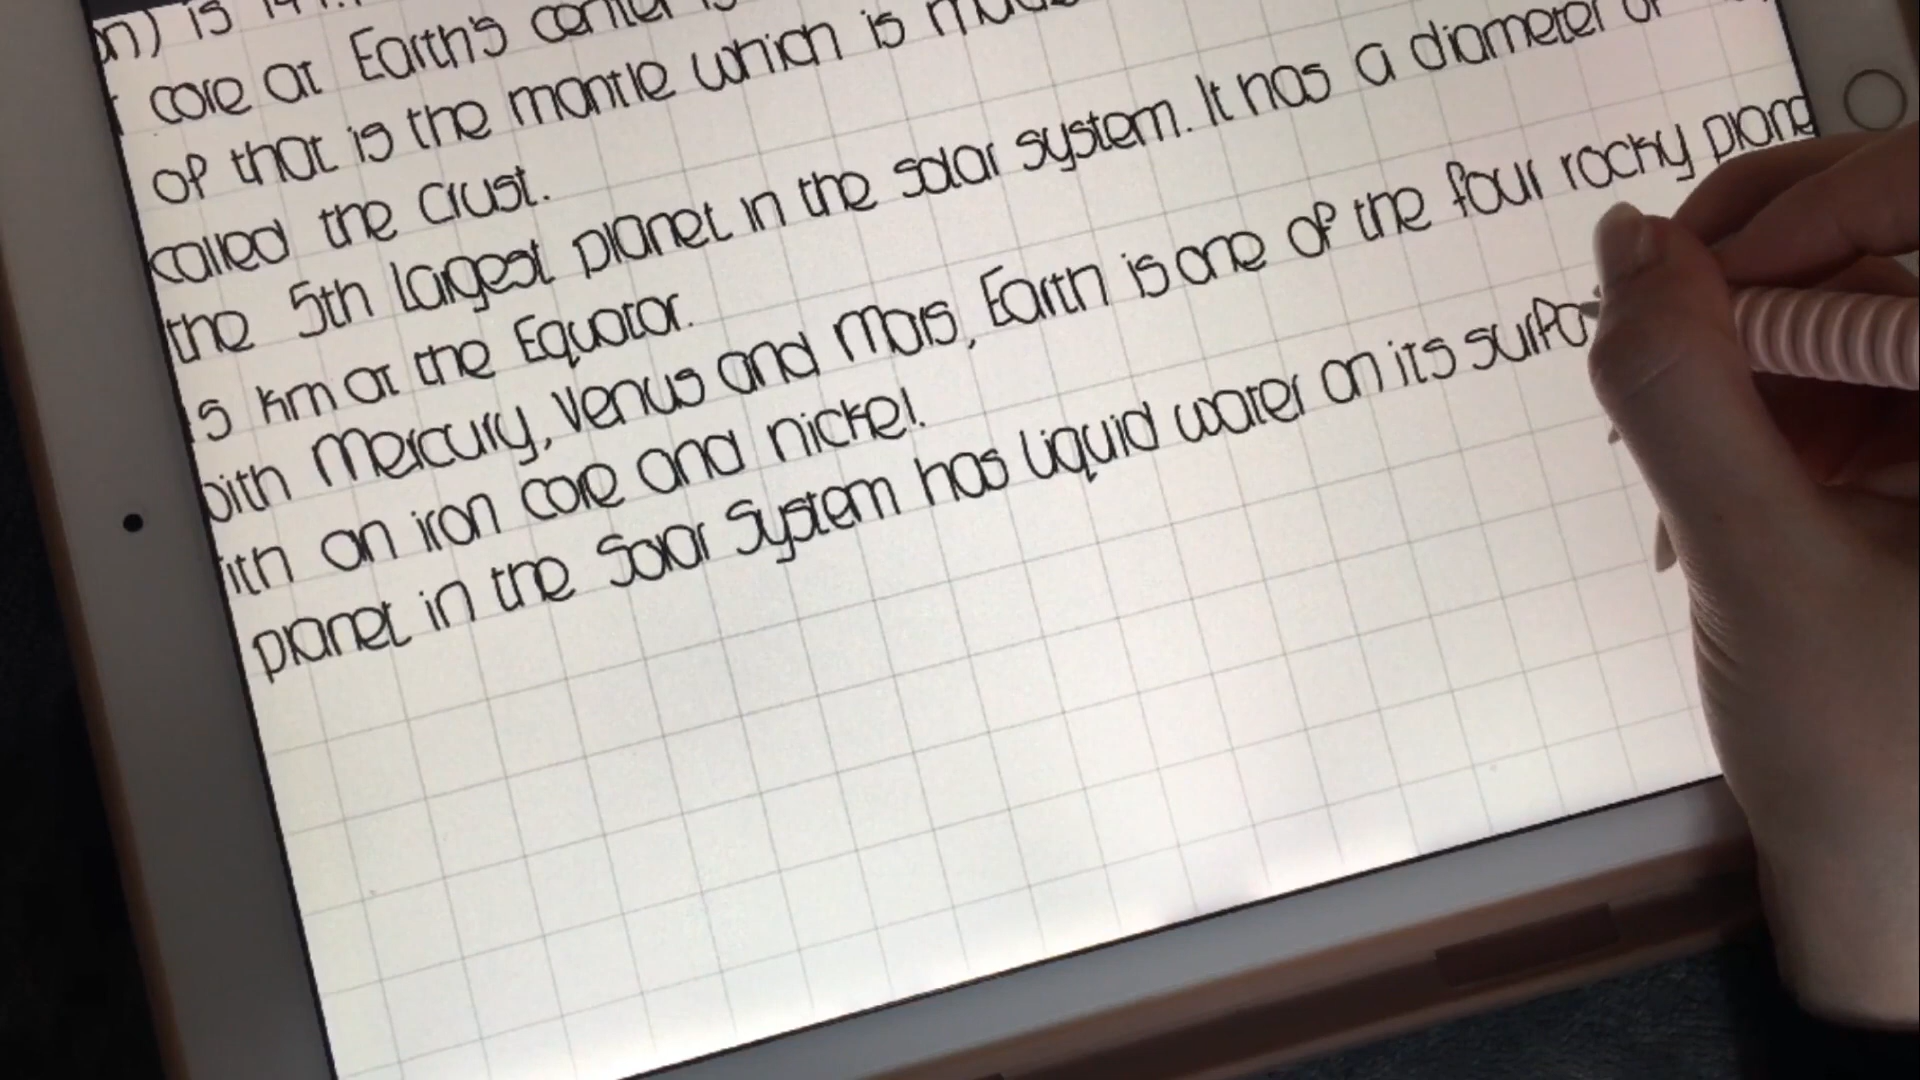 is
core at Earth's center is
of that is the mantle which is
called the crust.
the 5th largest planet in the solar system. It has a diameter of
5 km at the Equator.
with Mercury, Venus and Mars, Earth is one of the four rocky plane
ith an iron core and nickel.
planet in the Solar System has liquid water on its surfa